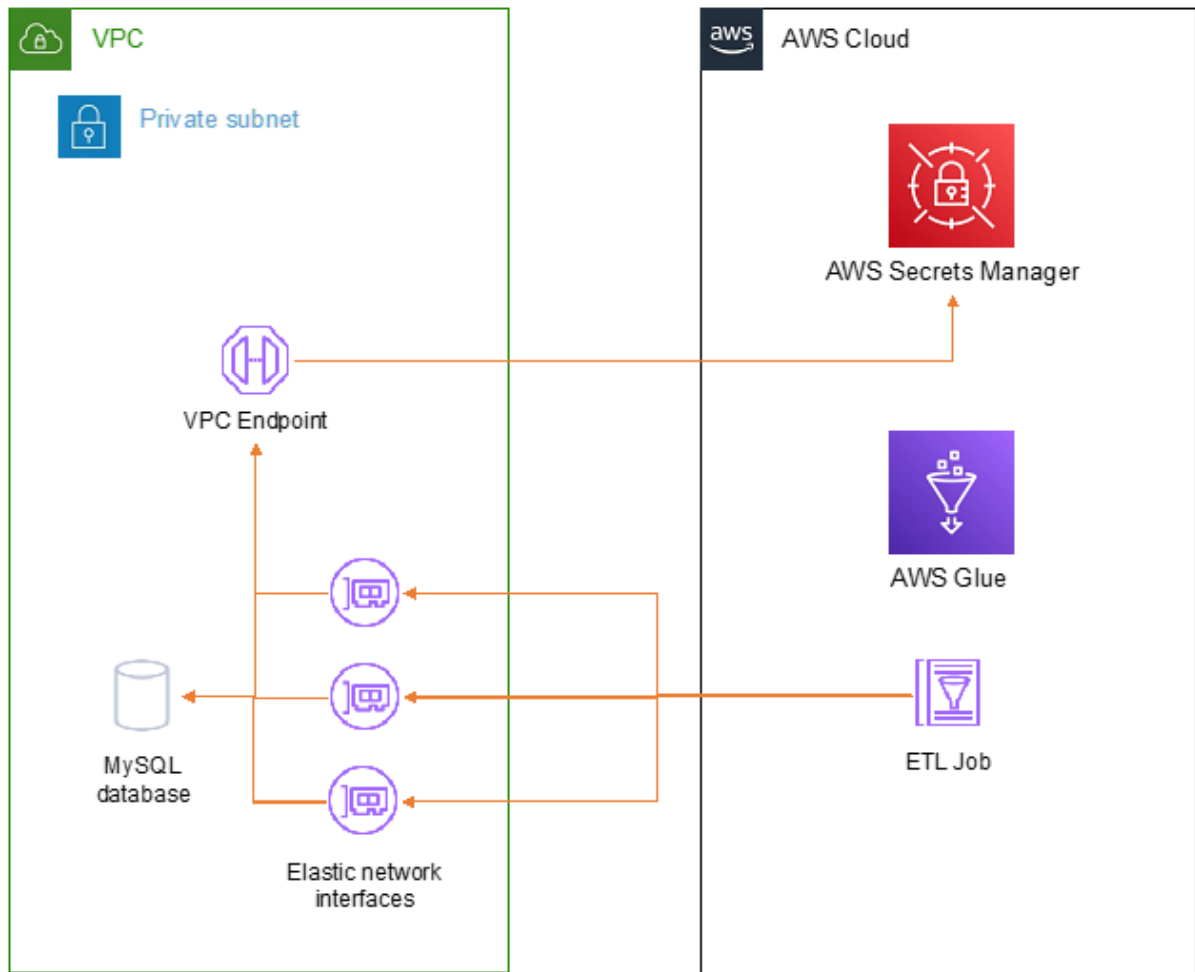 VPC
aws
AWS Cloud
Private subnet
AWS Secrets Manager
VPC Endpoint
AWS Glue
MySQL
database
ETL Job
Elastic network
interfaces